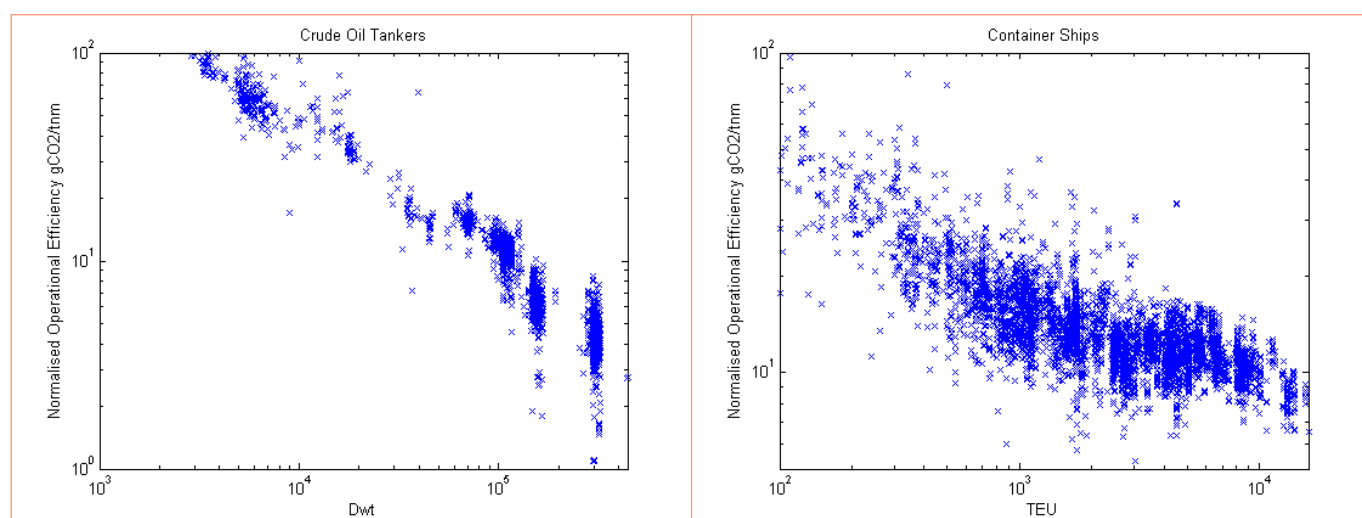 Crude Oil Tankers
Normalised Operational Efficiency gCO2/tnm
10^2
10^1
10^0
10^3
10^4
10^5
Dwt
Container Ships
Normalised Operational Efficiency gCO2/tnm
10^2
10^1
10^2
10^3
10^4
TEU